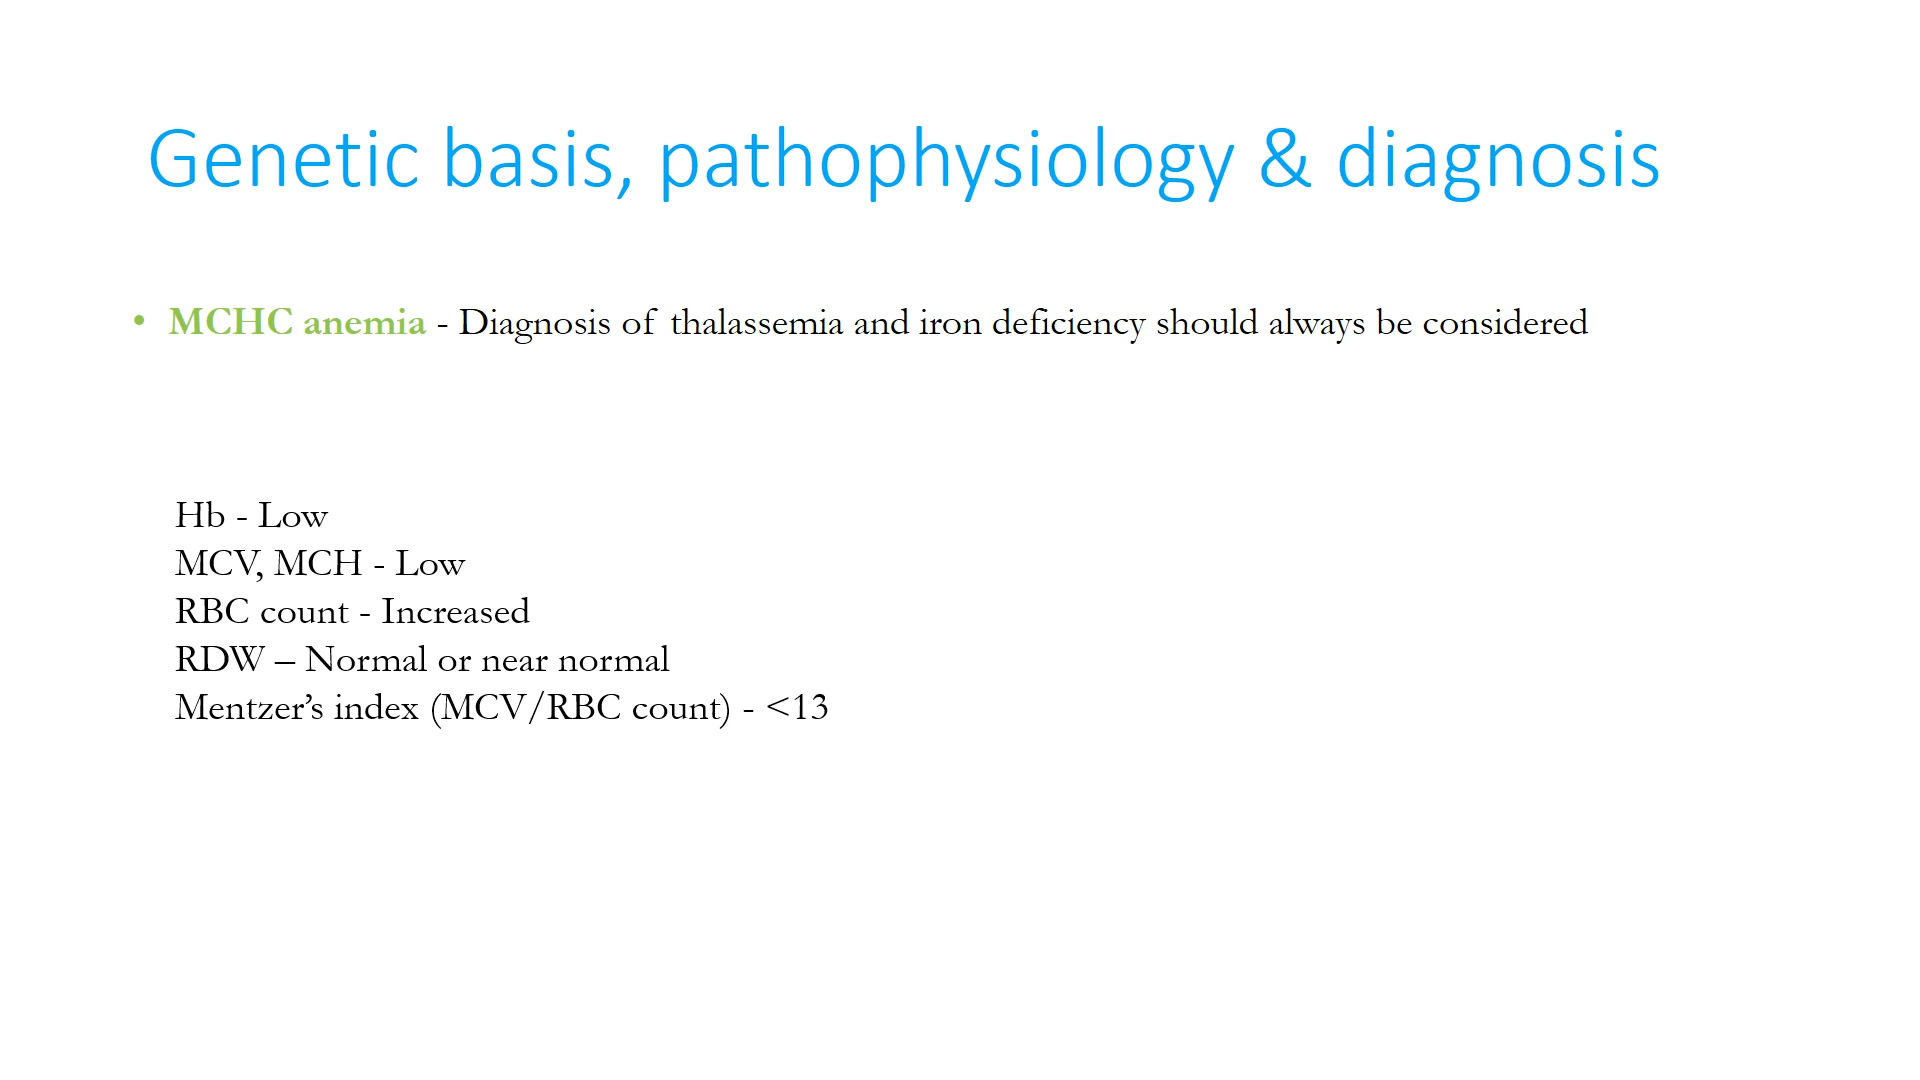 Genetic basis, pathophysiology & diagnosis
• MCHC anemia - Diagnosis of thalassemia and iron deficiency should always be considered
Hb - Low
MCV, MCH - Low
RBC count - Increased
RDW – Normal or near normal
Mentzer’s index (MCV/RBC count) - <13